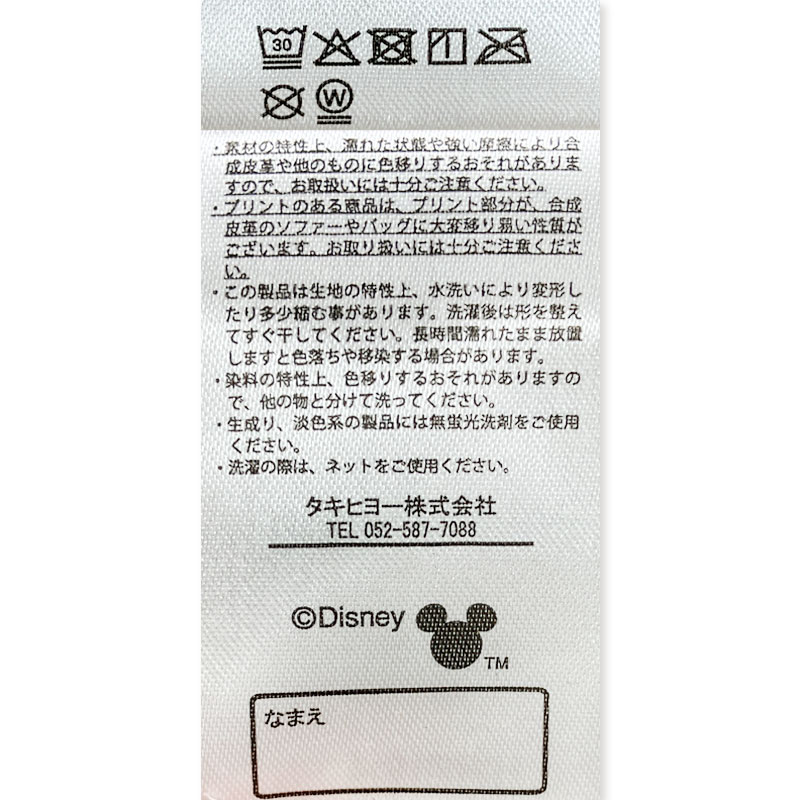 30
W
・素材の特性上、濡れた状態や強い摩擦により合
成皮革や他のものに色移りするおそれがありま
すので、お取扱いには十分ご注意ください。
・プリントのある商品は、プリント部分が、合成
皮革のソファーやバッグに大変移り易い性質が
ございます。お取り扱いには十分ご注意くださ
い。
・この製品は生地の特性上、水洗いにより変形し
たり多少縮む事があります。洗濯後は形を整え
てすぐ干してください。長時間濡れたまま放置
しますと色落ちや移染する場合があります。
・染料の特性上、色移りするおそれがありますの
で、他の物と分けて洗ってください。
・生成り、淡色系の製品には無蛍光洗剤をご使用
ください。
・洗濯の際は、ネットをご使用ください。
タキヒヨー株式会社
TEL 052-587-7088
©Disney
TM
なまえ